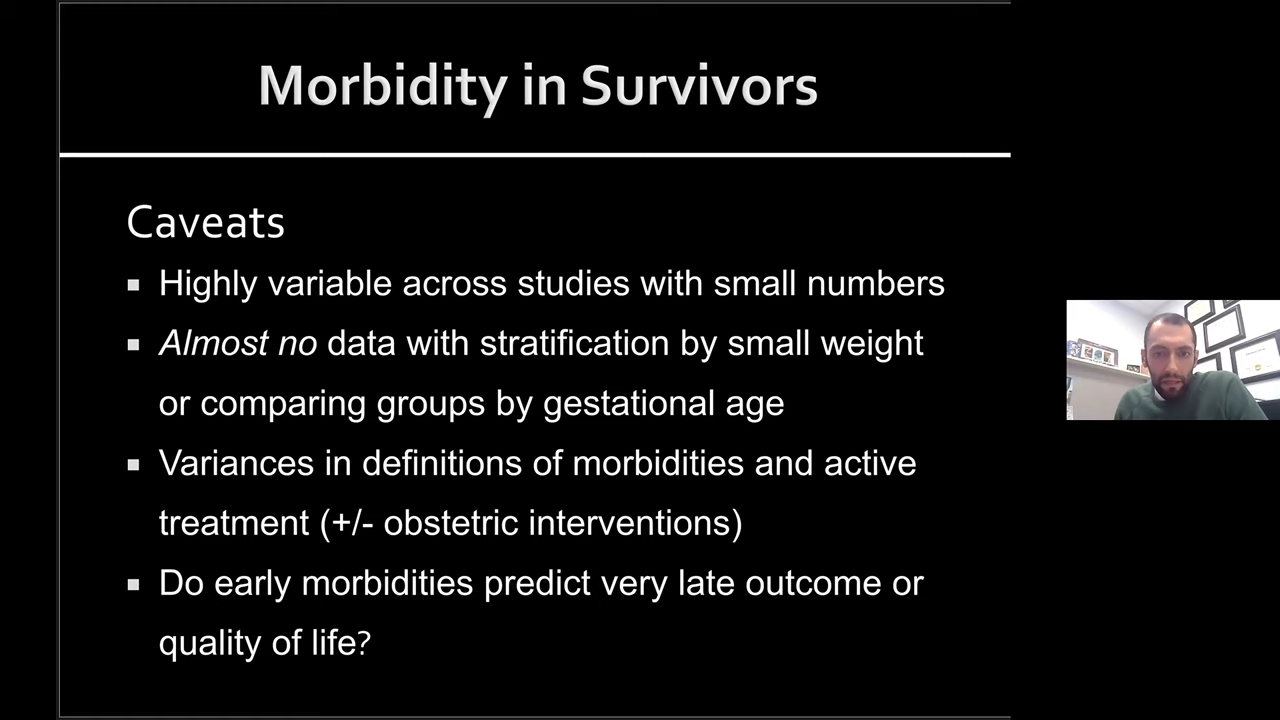 Morbidity in Survivors
Caveats
▪ Highly variable across studies with small numbers
▪ Almost no data with stratification by small weight
or comparing groups by gestational age
▪ Variances in definitions of morbidities and active
treatment (+/- obstetric interventions)
▪ Do early morbidities predict very late outcome or
quality of life?